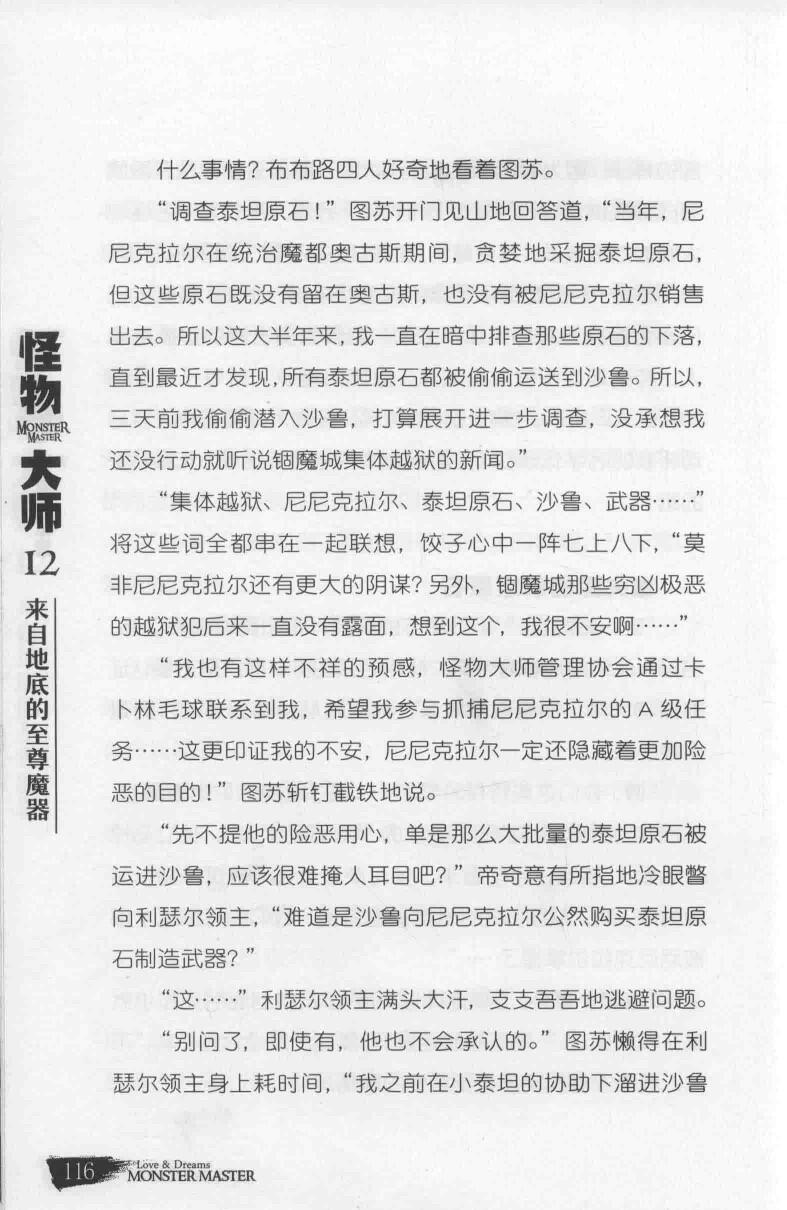 什么事情？布布路四人好奇地看着图苏。
“调查泰坦原石！”图苏开门见山地回答道，“当年，尼
尼克拉尔在统治魔都奥古斯期间，贪婪地采掘泰坦原石，
但这些原石既没有留在奥古斯，也没有被尼尼克拉尔销售
出去。所以这大半年来，我一直在暗中排查那些原石的下落，
直到最近才发现，所有泰坦原石都被偷偷运送到沙鲁。所以，
三天前我偷偷潜入沙鲁，打算展开进一步调查，没承想我
还没行动就听说锢魔城集体越狱的新闻。”
“集体越狱、尼尼克拉尔、泰坦原石、沙鲁、武器……”
将这些词全都串在一起联想，饺子心中一阵七上八下，“莫
非尼尼克拉尔还有更大的阴谋？另外，锢魔城那些穷凶极恶
的越狱犯后来一直没有露面，想到这个，我很不安啊……”
“我也有这样不祥的预感，怪物大师管理协会通过卡
卜林毛球联系到我，希望我参与抓捕尼尼克拉尔的A级任
务……这更印证我的不安，尼尼克拉尔一定还隐藏着更加险
恶的目的！”图苏斩钉截铁地说。
“先不提他的险恶用心，单是那么大批量的泰坦原石被
运进沙鲁，应该很难掩人耳目吧？”帝奇意有所指地冷眼瞥
向利瑟尔领主，“难道是沙鲁向尼尼克拉尔公然购买泰坦原
石制造武器？”
“这……”利瑟尔领主满头大汗，支支吾吾地逃避问题。
“别问了，即使有，他也不会承认的。”图苏懒得在利
瑟尔领主身上耗时间，“我之前在小泰坦的协助下溜进沙鲁
怪物
MONSTER
MASTER
大师
12
来自地底的至尊魔器
116
Love & Dreams
MONSTER MASTER